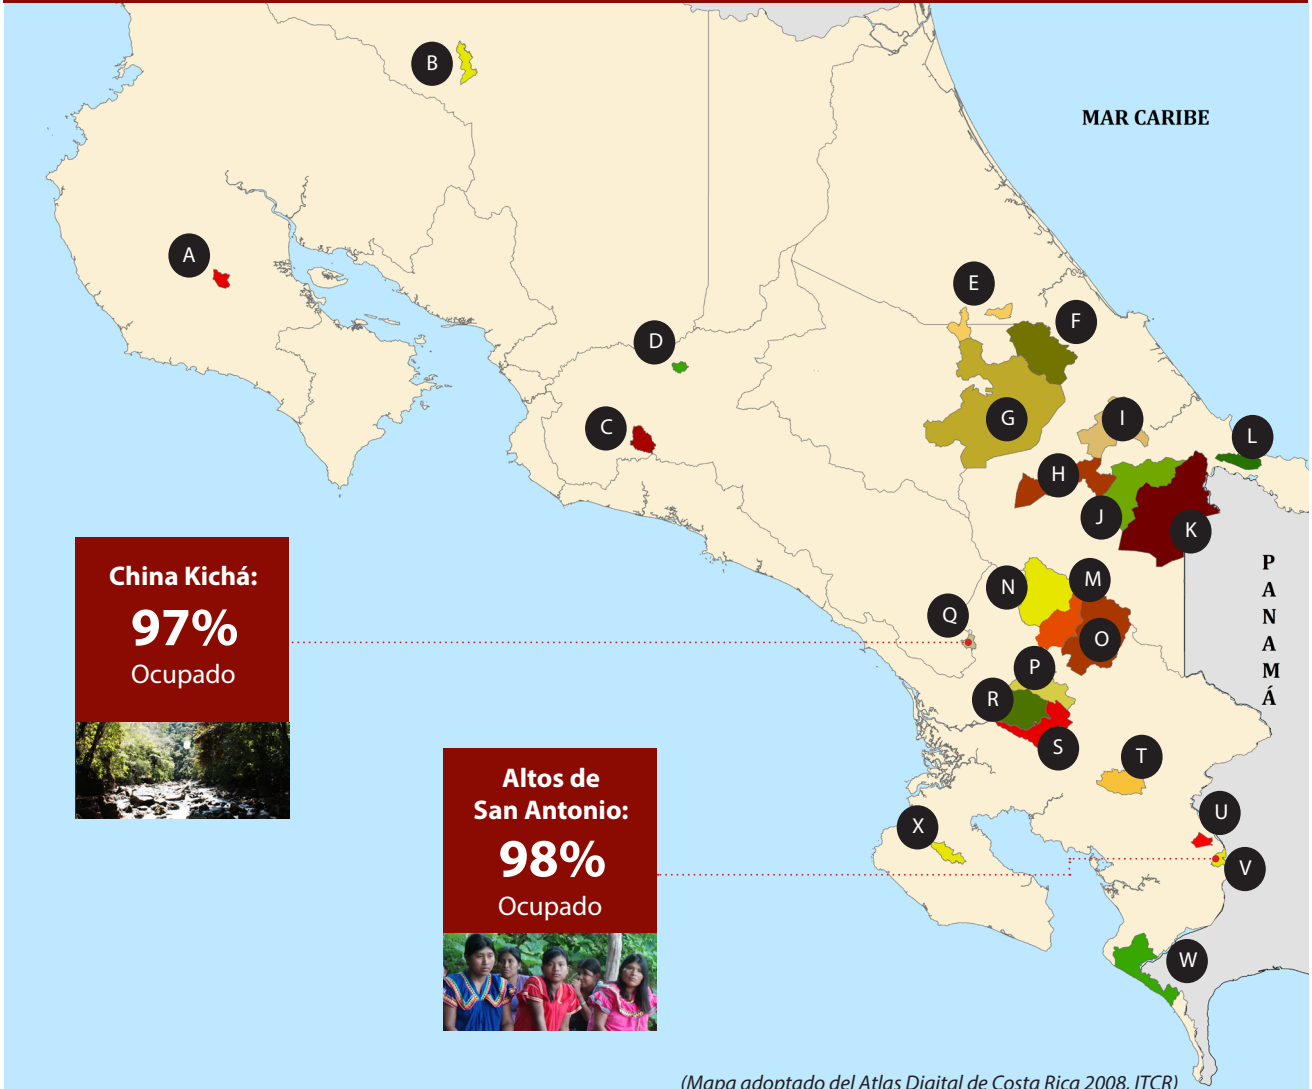 B
MAR CARIBE
A
E
F
D
G
I
C
L
H
J
K
China Kichá:
97%
Ocupado
P
A
N
A
M
Á
N
M
Q
O
P
R
S
T
Altos de
San Antonio:
98%
Ocupado
X
U
V
W
(Mapa adoptado del Atlas Digital de Costa Rica 2008, ITCR)